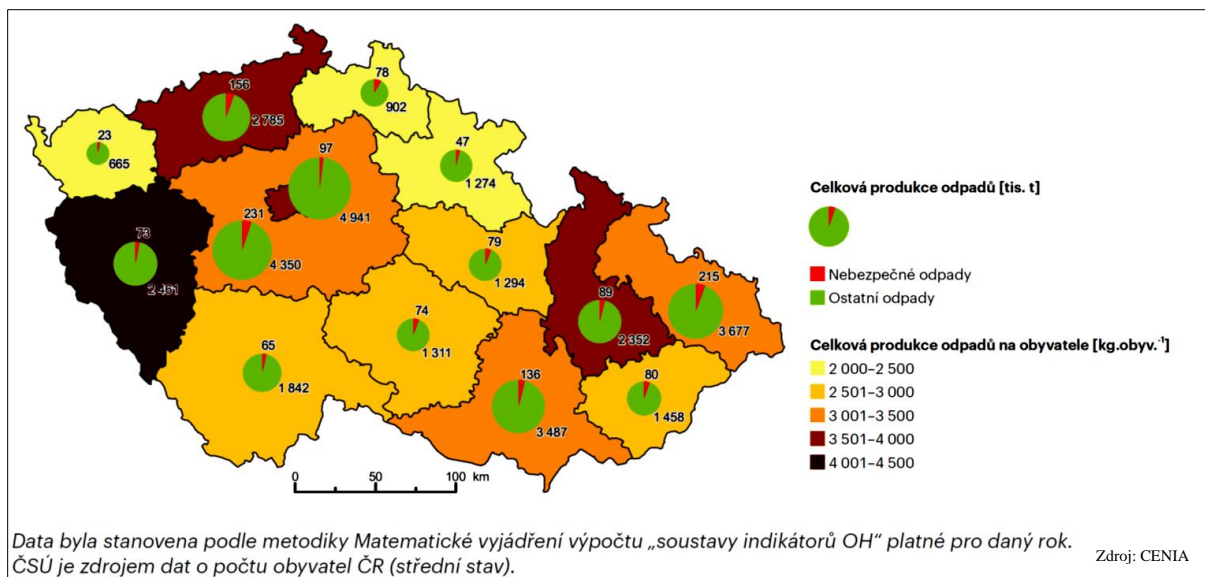 156
2 785
78
902
23
665
47
1 274
97
4 941
231
4 350
73
2 461
79
1 294
215
3 677
89
2 352
74
1 311
65
1 842
136
3 487
80
1 458
0 50 100 km
Celková produkce odpadů [tis. t]
Nebezpečné odpady
Ostatní odpady
Celková produkce odpadů na obyvatele [kg.obyv.⁻¹]
2 000–2 500
2 501–3 000
3 001–3 500
3 501–4 000
4 001–4 500
Data byla stanovena podle metodiky Matematické vyjádření výpočtu „soustavy indikátorů OH“ platné pro daný rok.
ČSÚ je zdrojem dat o počtu obyvatel ČR (střední stav).
Zdroj: CENIA